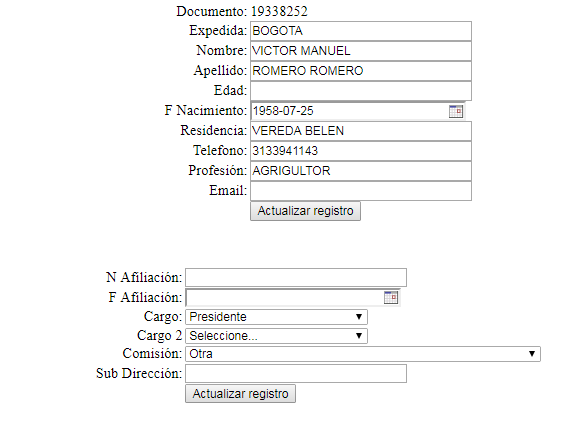 Documento: 19338252
Expedida: BOGOTA
Nombre: VICTOR MANUEL
Apellido: ROMERO ROMERO
Edad:
F Nacimiento: 1958-07-25
Residencia: VEREDA BELEN
Telefono: 3133941143
Profesión: AGRIGULTOR
Email:
Actualizar registro
N Afiliación:
F Afiliación:
Cargo: Presidente
Cargo 2 Seleccione...
Comisión: Otra
Sub Dirección:
Actualizar registro